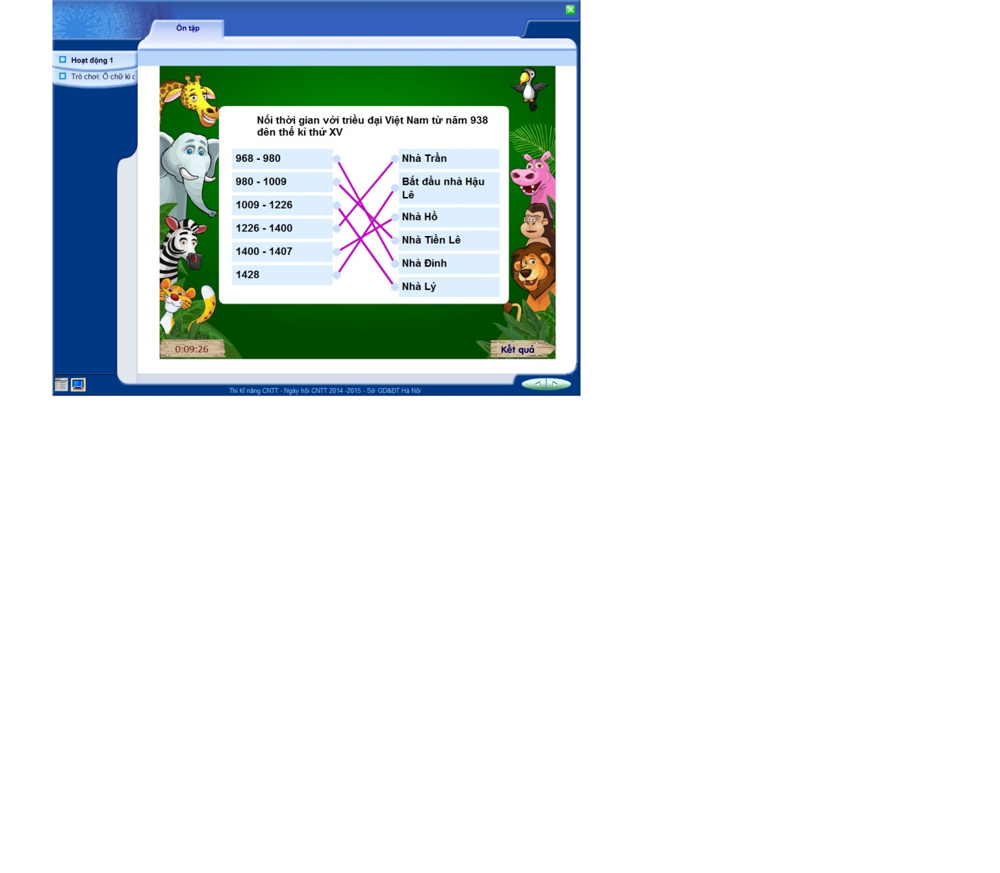 Ôn tập
Hoạt động 1
Trò chơi: Ô chữ kì
Nối thời gian với triều đại Việt Nam từ năm 938
đên thế kỉ thứ XV
968 - 980
980 - 1009
1009 - 1226
1226 - 1400
1400 - 1407
1428
Nhà Trần
Bắt đầu nhà Hậu
Lê
Nhà Hồ
Nhà Tiền Lê
Nhà Đinh
Nhà Lý
0:09:26
Kết quả
Thi kĩ năng CNTT - Ngày hội CNTT 2014 -2015 - Sở GD&ĐT Hà Nội